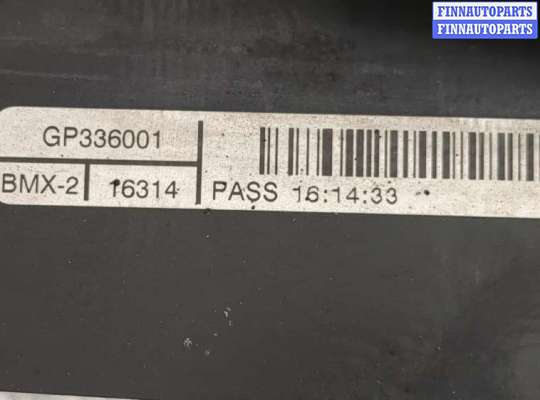 FINNAUTOPARTS
FINNAUTOPARTS
GP336001
BMX-2 16314 PASS 16:14:33